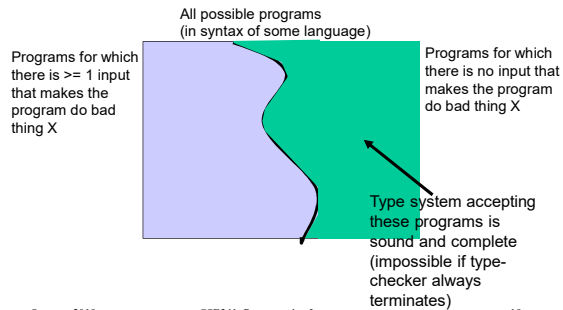 All possible programs
(in syntax of some language)
Programs for which
there is >= 1 input
that makes the
program do bad
thing X
Programs for which
there is no input that
makes the program
do bad thing X
Type system accepting
these programs is
sound and complete
(impossible if type-
checker always
terminates)